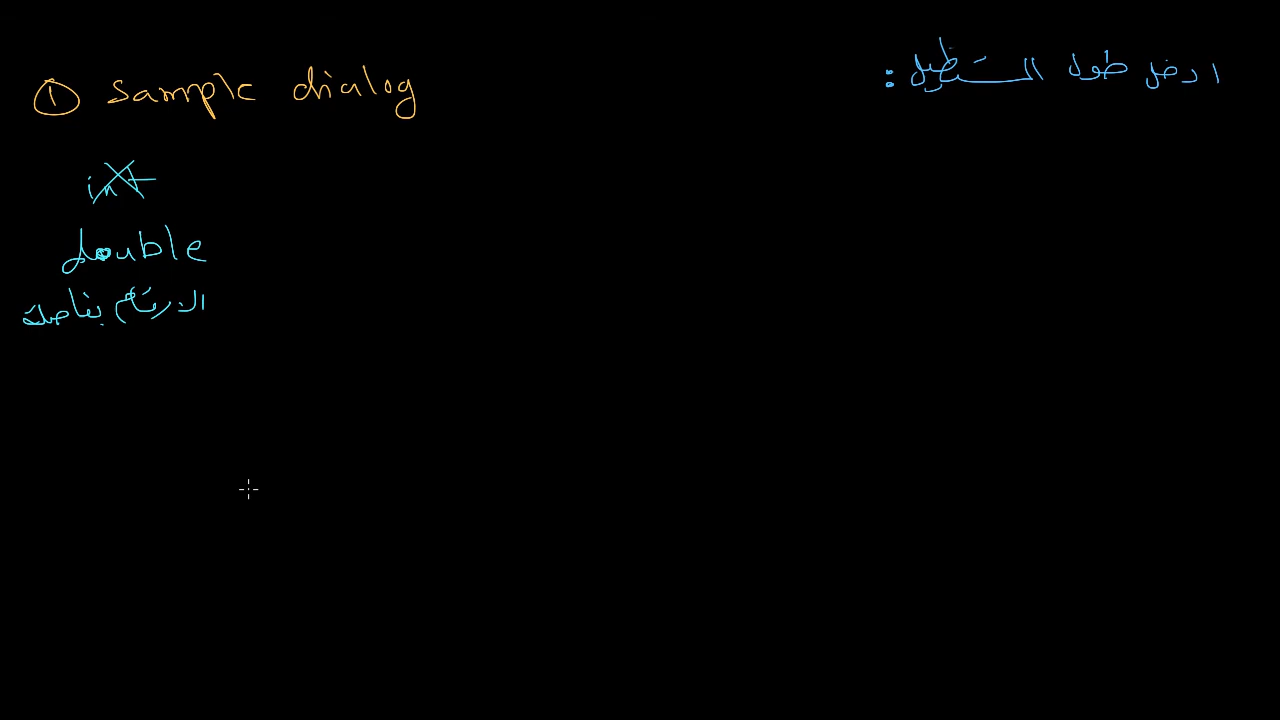 ① sample dialog
ادخل طول المستطيل :
int
double
الارقام بفاصلة